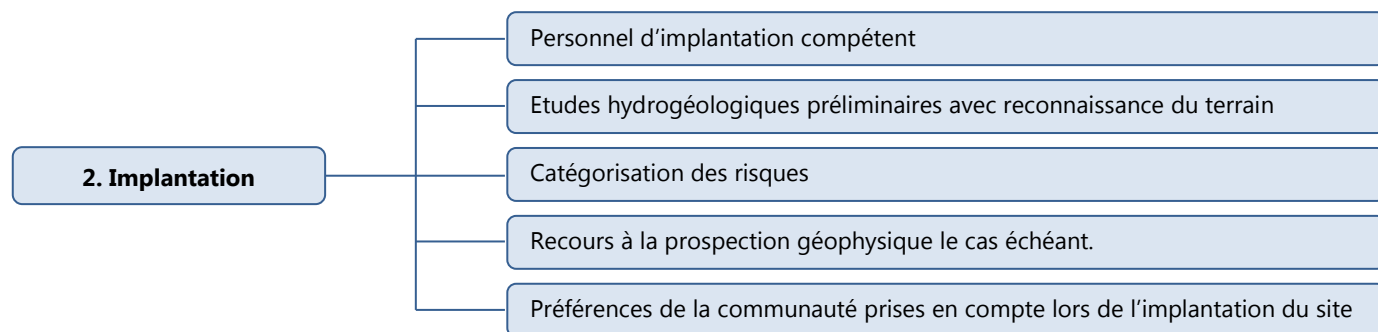 Personnel d’implantation compétent
Etudes hydrogéologiques préliminaires avec reconnaissance du terrain
2. Implantation
Catégorisation des risques
Recours à la prospection géophysique le cas échéant.
Préférences de la communauté prises en compte lors de l’implantation du site